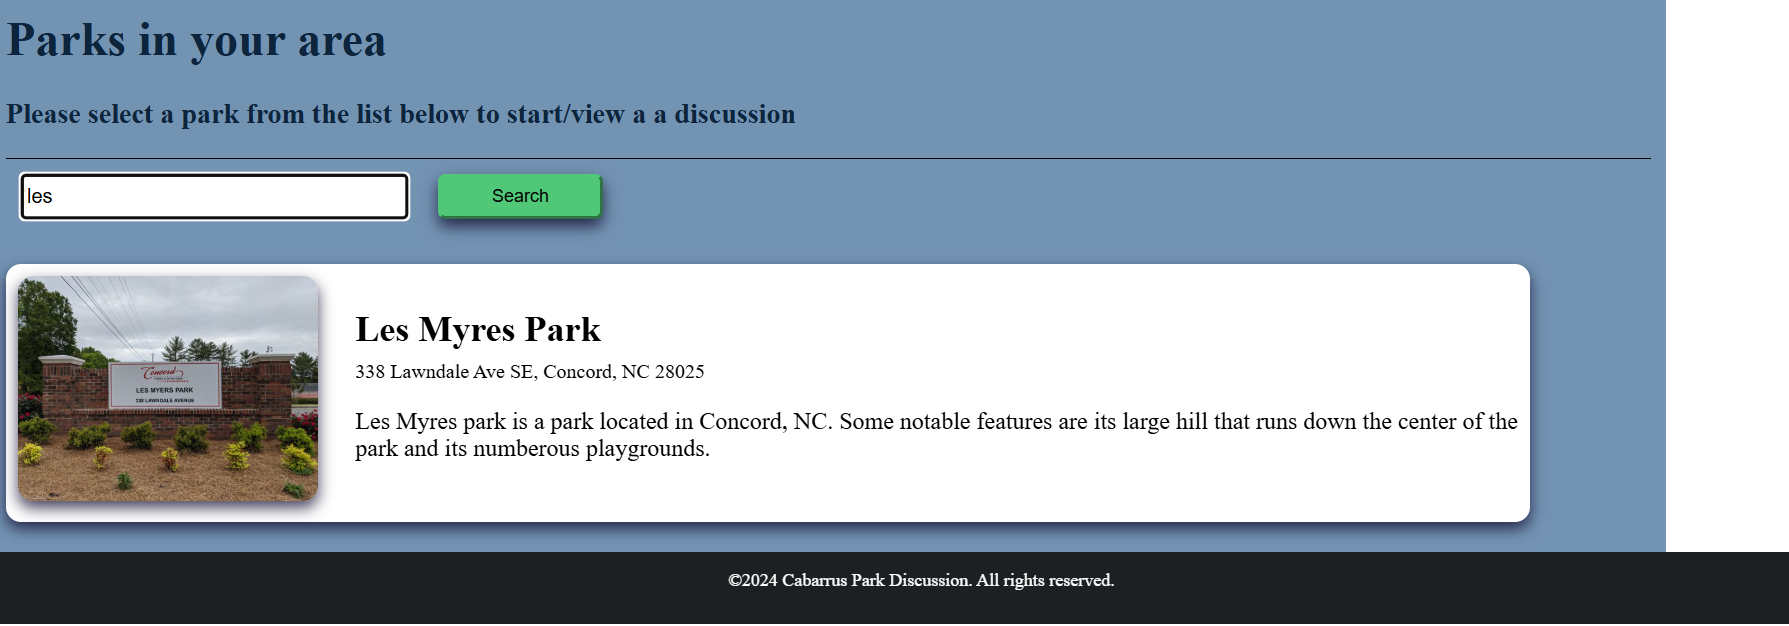 Parks in your area
Please select a park from the list below to start/view a a discussion
les
Search
Concord
LES MYERS PARK
338 LAWNDALE AVENUE
Les Myres Park
338 Lawndale Ave SE, Concord, NC 28025
Les Myres park is a park located in Concord, NC. Some notable features are its large hill that runs down the center of the
park and its numberous playgrounds.
©2024 Cabarrus Park Discussion. All rights reserved.